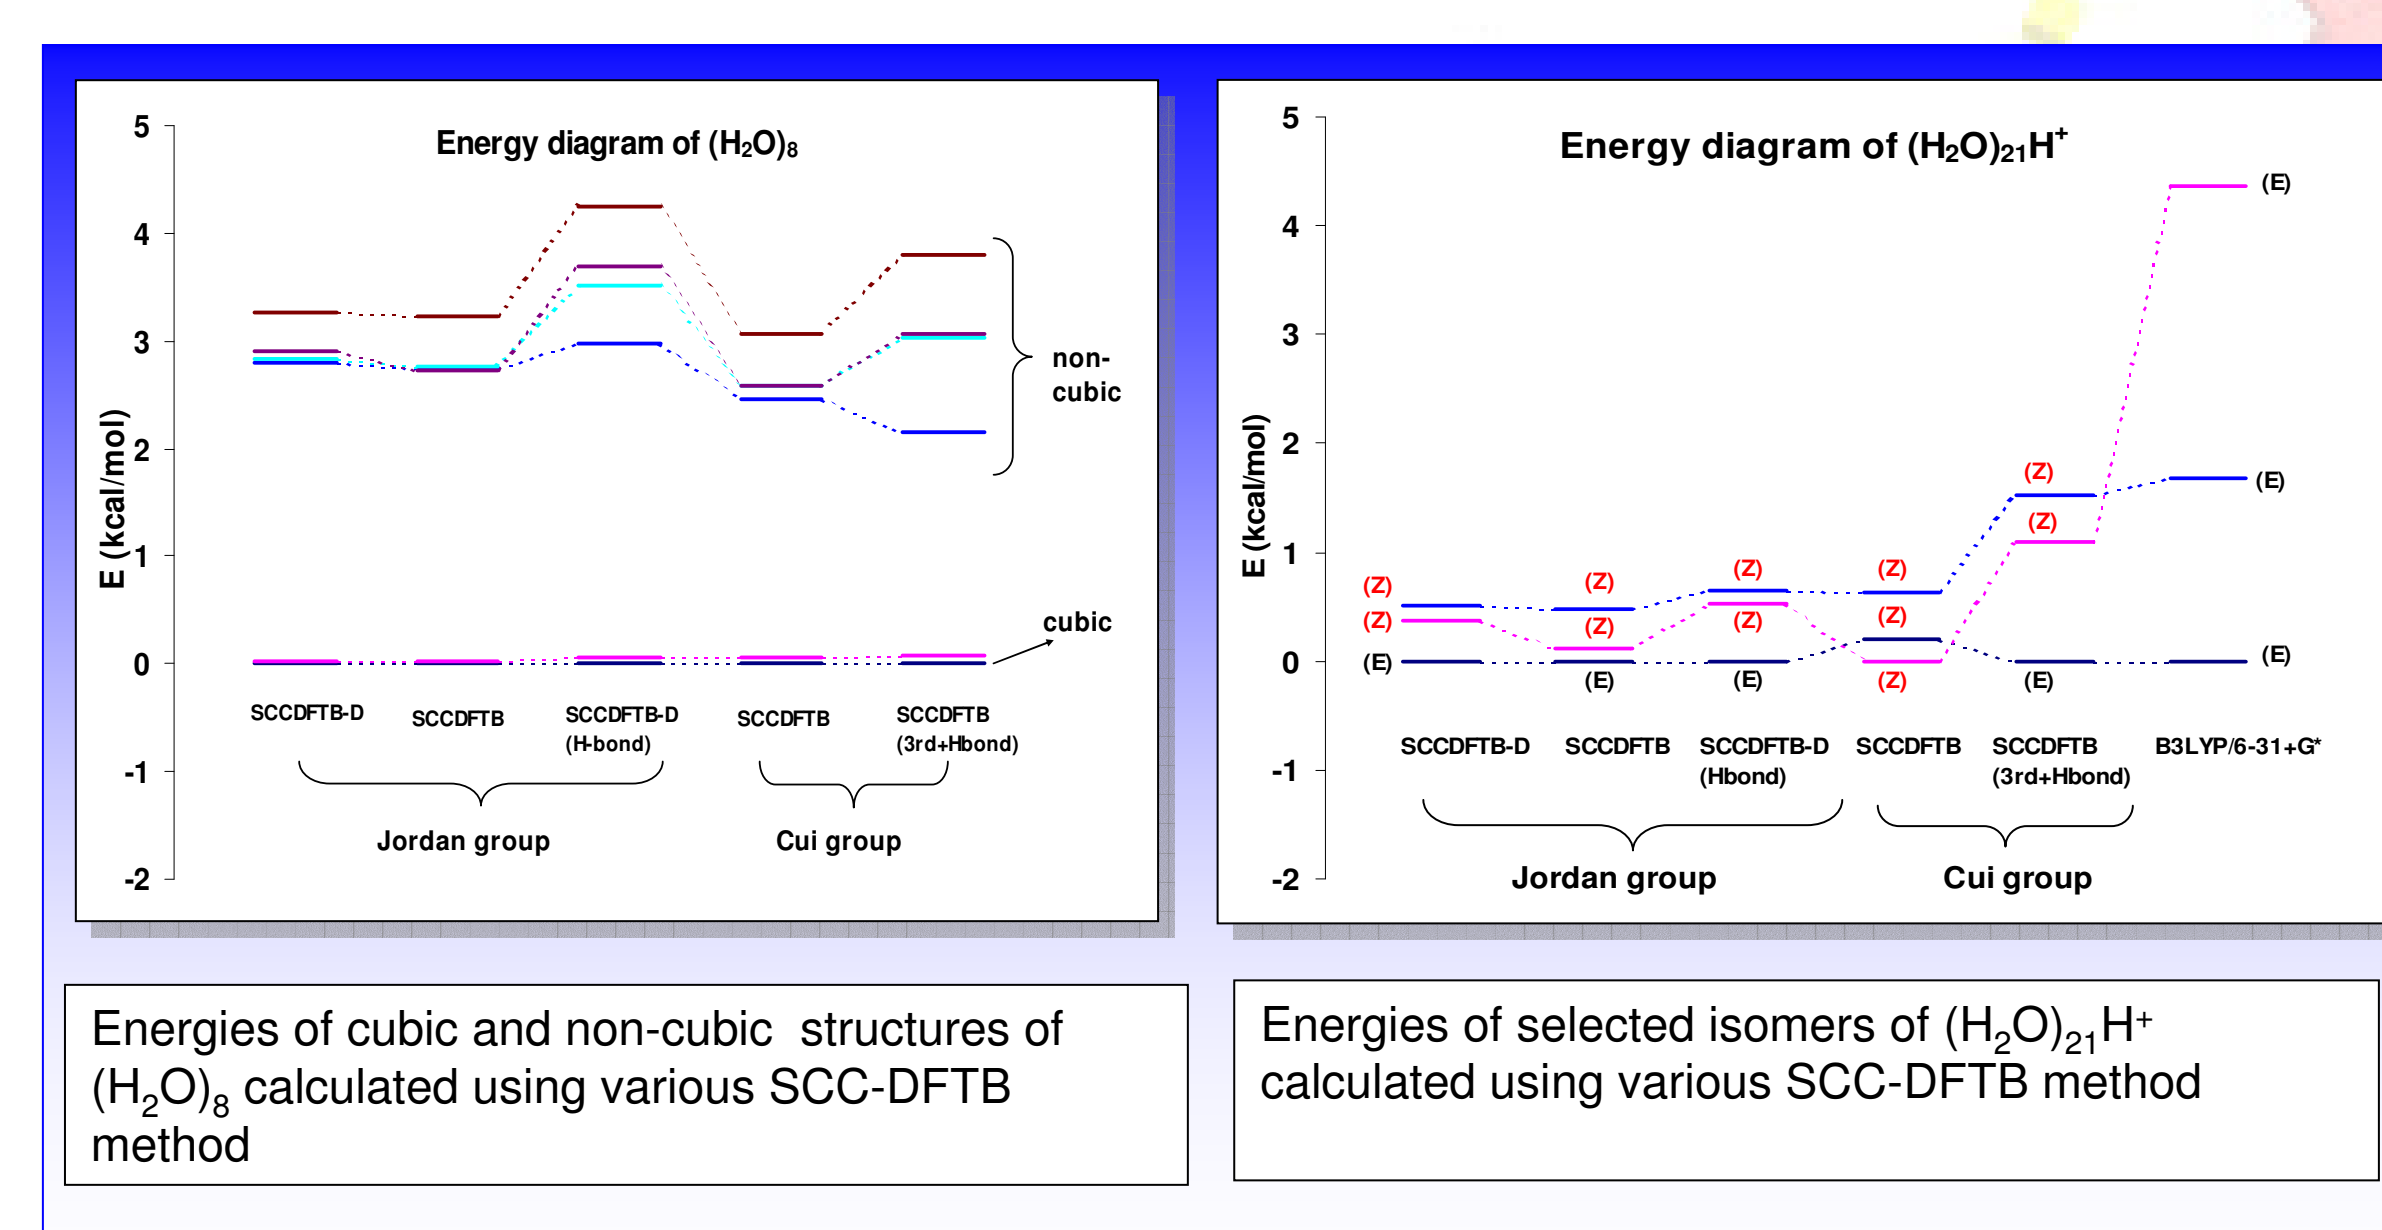 Energy diagram of (H₂O)₈
5
4
3
2
1
0
-1
-2
E (kcal/mol)
non-
cubic
cubic
SCCDFTB-D
SCCDFTB
SCCDFTB-D
(H-bond)
SCCDFTB
SCCDFTB
(3rd+Hbond)
Jordan group
Cui group
Energies of cubic and non-cubic structures of
(H₂O)₈ calculated using various SCC-DFTB
method
Energy diagram of (H₂O)₂₁H⁺
5
4
3
2
1
0
-1
-2
E (kcal/mol)
(Z)
(Z)
(E)
(Z)
(Z)
(E)
(Z)
(Z)
(E)
(Z)
(Z)
(Z)
(Z)
(Z)
(E)
(E)
(E)
(E)
SCCDFTB-D
SCCDFTB
SCCDFTB-D
(Hbond)
SCCDFTB
SCCDFTB
(3rd+Hbond)
B3LYP/6-31+G*
Jordan group
Cui group
Energies of selected isomers of (H₂O)₂₁H⁺
calculated using various SCC-DFTB method